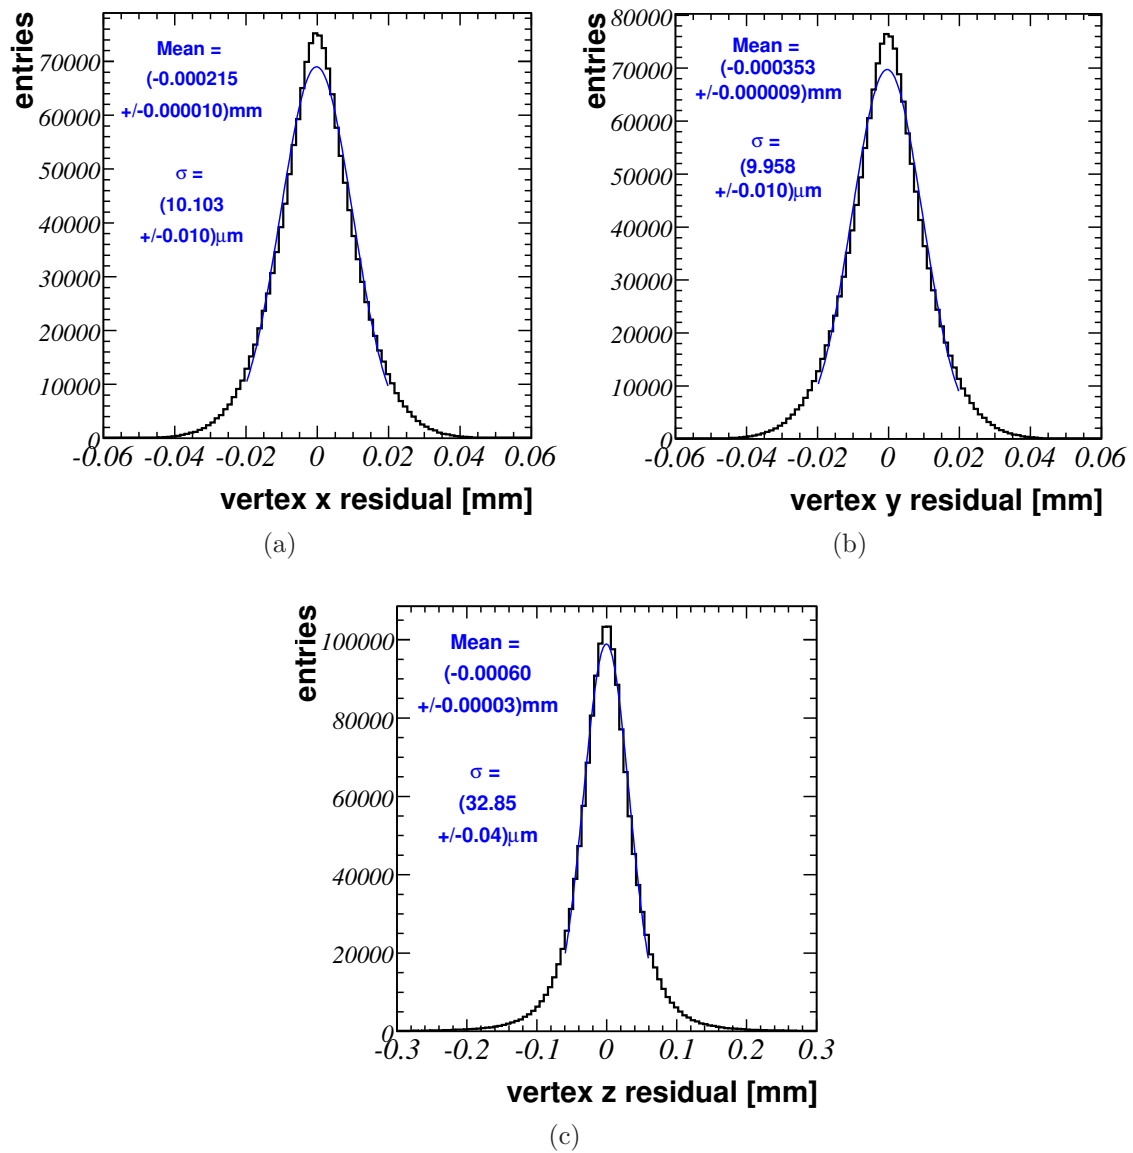 entries
70000
60000
50000
40000
30000
20000
10000
0
Mean =
(-0.000215
+/-0.000010)mm
σ =
(10.103
+/-0.010)μm
-0.06 -0.04 -0.02 0 0.02 0.04 0.06
vertex x residual [mm]
(a)
entries
80000
70000
60000
50000
40000
30000
20000
10000
0
Mean =
(-0.000353
+/-0.000009)mm
σ =
(9.958
+/-0.010)μm
-0.06 -0.04 -0.02 0 0.02 0.04 0.06
vertex y residual [mm]
(b)
entries
100000
80000
60000
40000
20000
0
Mean =
(-0.00060
+/-0.00003)mm
σ =
(32.85
+/-0.04)μm
-0.3 -0.2 -0.1 0 0.1 0.2 0.3
vertex z residual [mm]
(c)